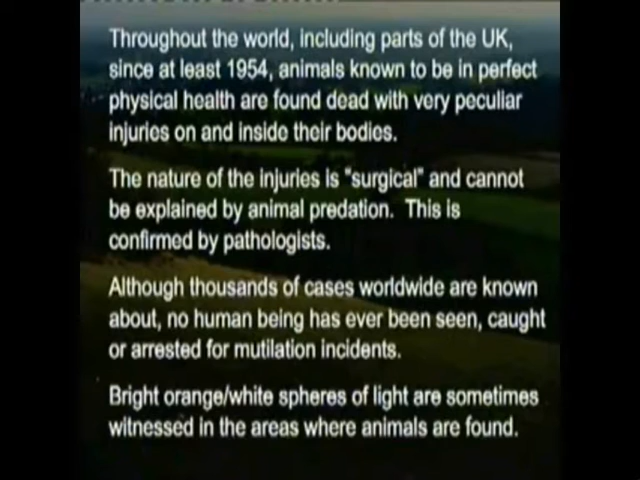 Throughout the world, including parts of the UK,
since at least 1954, animals known to be in perfect
physical health are found dead with very peculiar
injuries on and inside their bodies.
The nature of the injuries is "surgical" and cannot
be explained by animal predation. This is
confirmed by pathologists.
Although thousands of cases worldwide are known
about, no human being has ever been seen, caught
or arrested for mutilation incidents.
Bright orange/white spheres of light are sometimes
witnessed in the areas where animals are found.